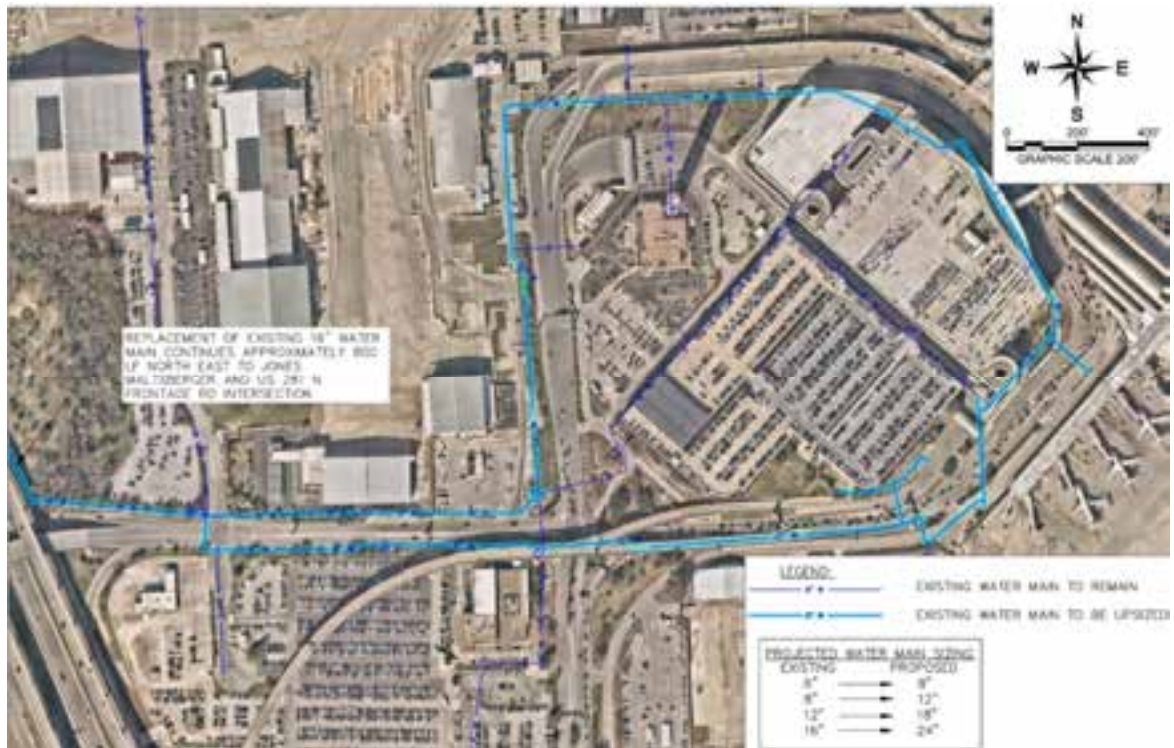 N
W E
S
0 200' 400'
GRAPHIC SCALE 200'
REPLACEMENT OF EXISTING 16" WATER
MAIN CONTINUES APPROXIMATELY
LF NORTH EAST TO JONES
MALTSBERGER AND US 281 N
FRONTAGE RD INTERSECTION
LEGEND:
EXISTING WATER MAIN TO REMAIN
EXISTING WATER MAIN TO BE UPSIZED
PROJECTED WATER MAIN SIZING
EXISTING PROPOSED
6" 8"
8" 12"
12" 18"
16" 24"